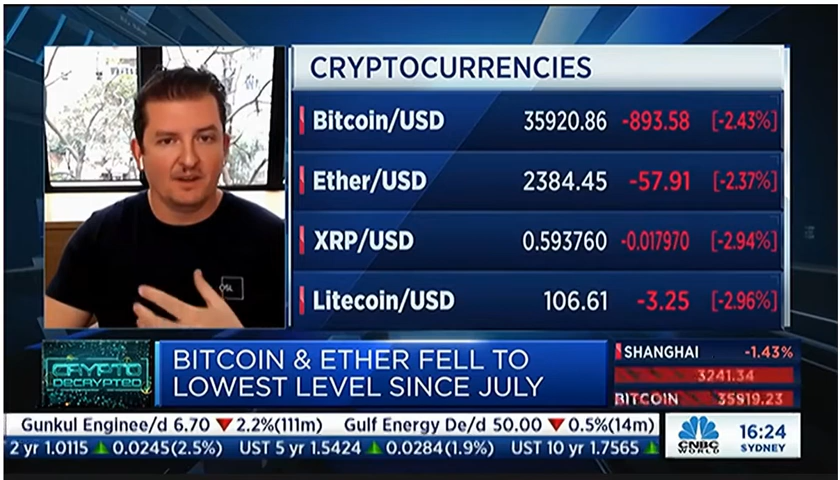 CRYPTOCURRENCIES
Bitcoin/USD 35920.86 -893.58 [-2.43%]
Ether/USD 2384.45 -57.91 [-2.37%]
XRP/USD 0.593760 -0.017970 [-2.94%]
Litecoin/USD 106.61 -3.25 [-2.96%]
OSL
CRYPTO
DECRYPTED
BITCOIN & ETHER FELL TO
LOWEST LEVEL SINCE JULY
SHANGHAI -1.43%
3241.34
BITCOIN 35919.23
Gunkul Enginee/d 6.70 ▼ 2.2%(111m) Gulf Energy De/d 50.00 ▼ 0.5%(14m)
2 yr 1.0115 ▲ 0.0245(2.5%) UST 5 yr 1.5424 ▲ 0.0284(1.9%) UST 10 yr 1.7565 ▲
CNBC
WORLD
16:24
SYDNEY